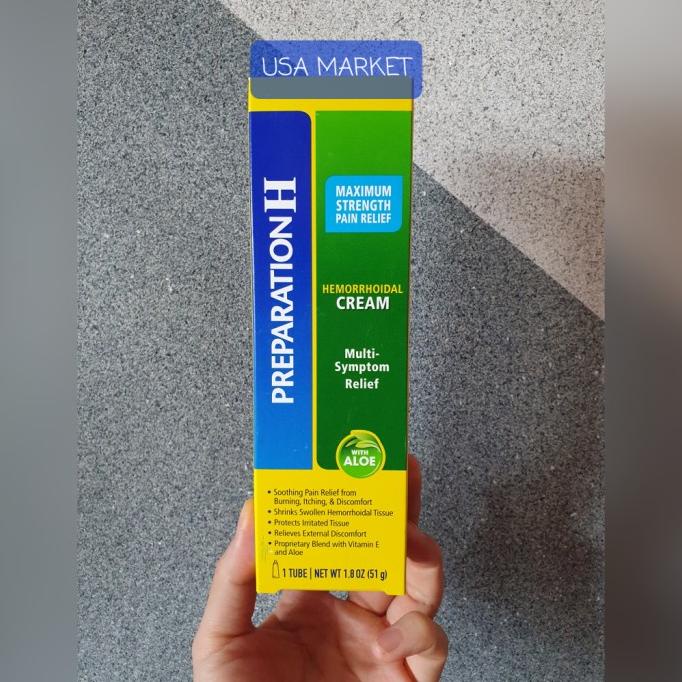 USA MARKET
PREPARATION H
MAXIMUM
STRENGTH
PAIN RELIEF
HEMORRHOIDAL
CREAM
Multi-
Symptom
Relief
WITH
ALOE
• Soothing Pain Relief from
Burning, Itching, & Discomfort
• Shrinks Swollen Hemorrhoidal Tissue
• Protects Irritated Tissue
• Relieves External Discomfort
• Proprietary Blend with Vitamin E
and Aloe
1 TUBE | NET WT 1.8 OZ (51 g)